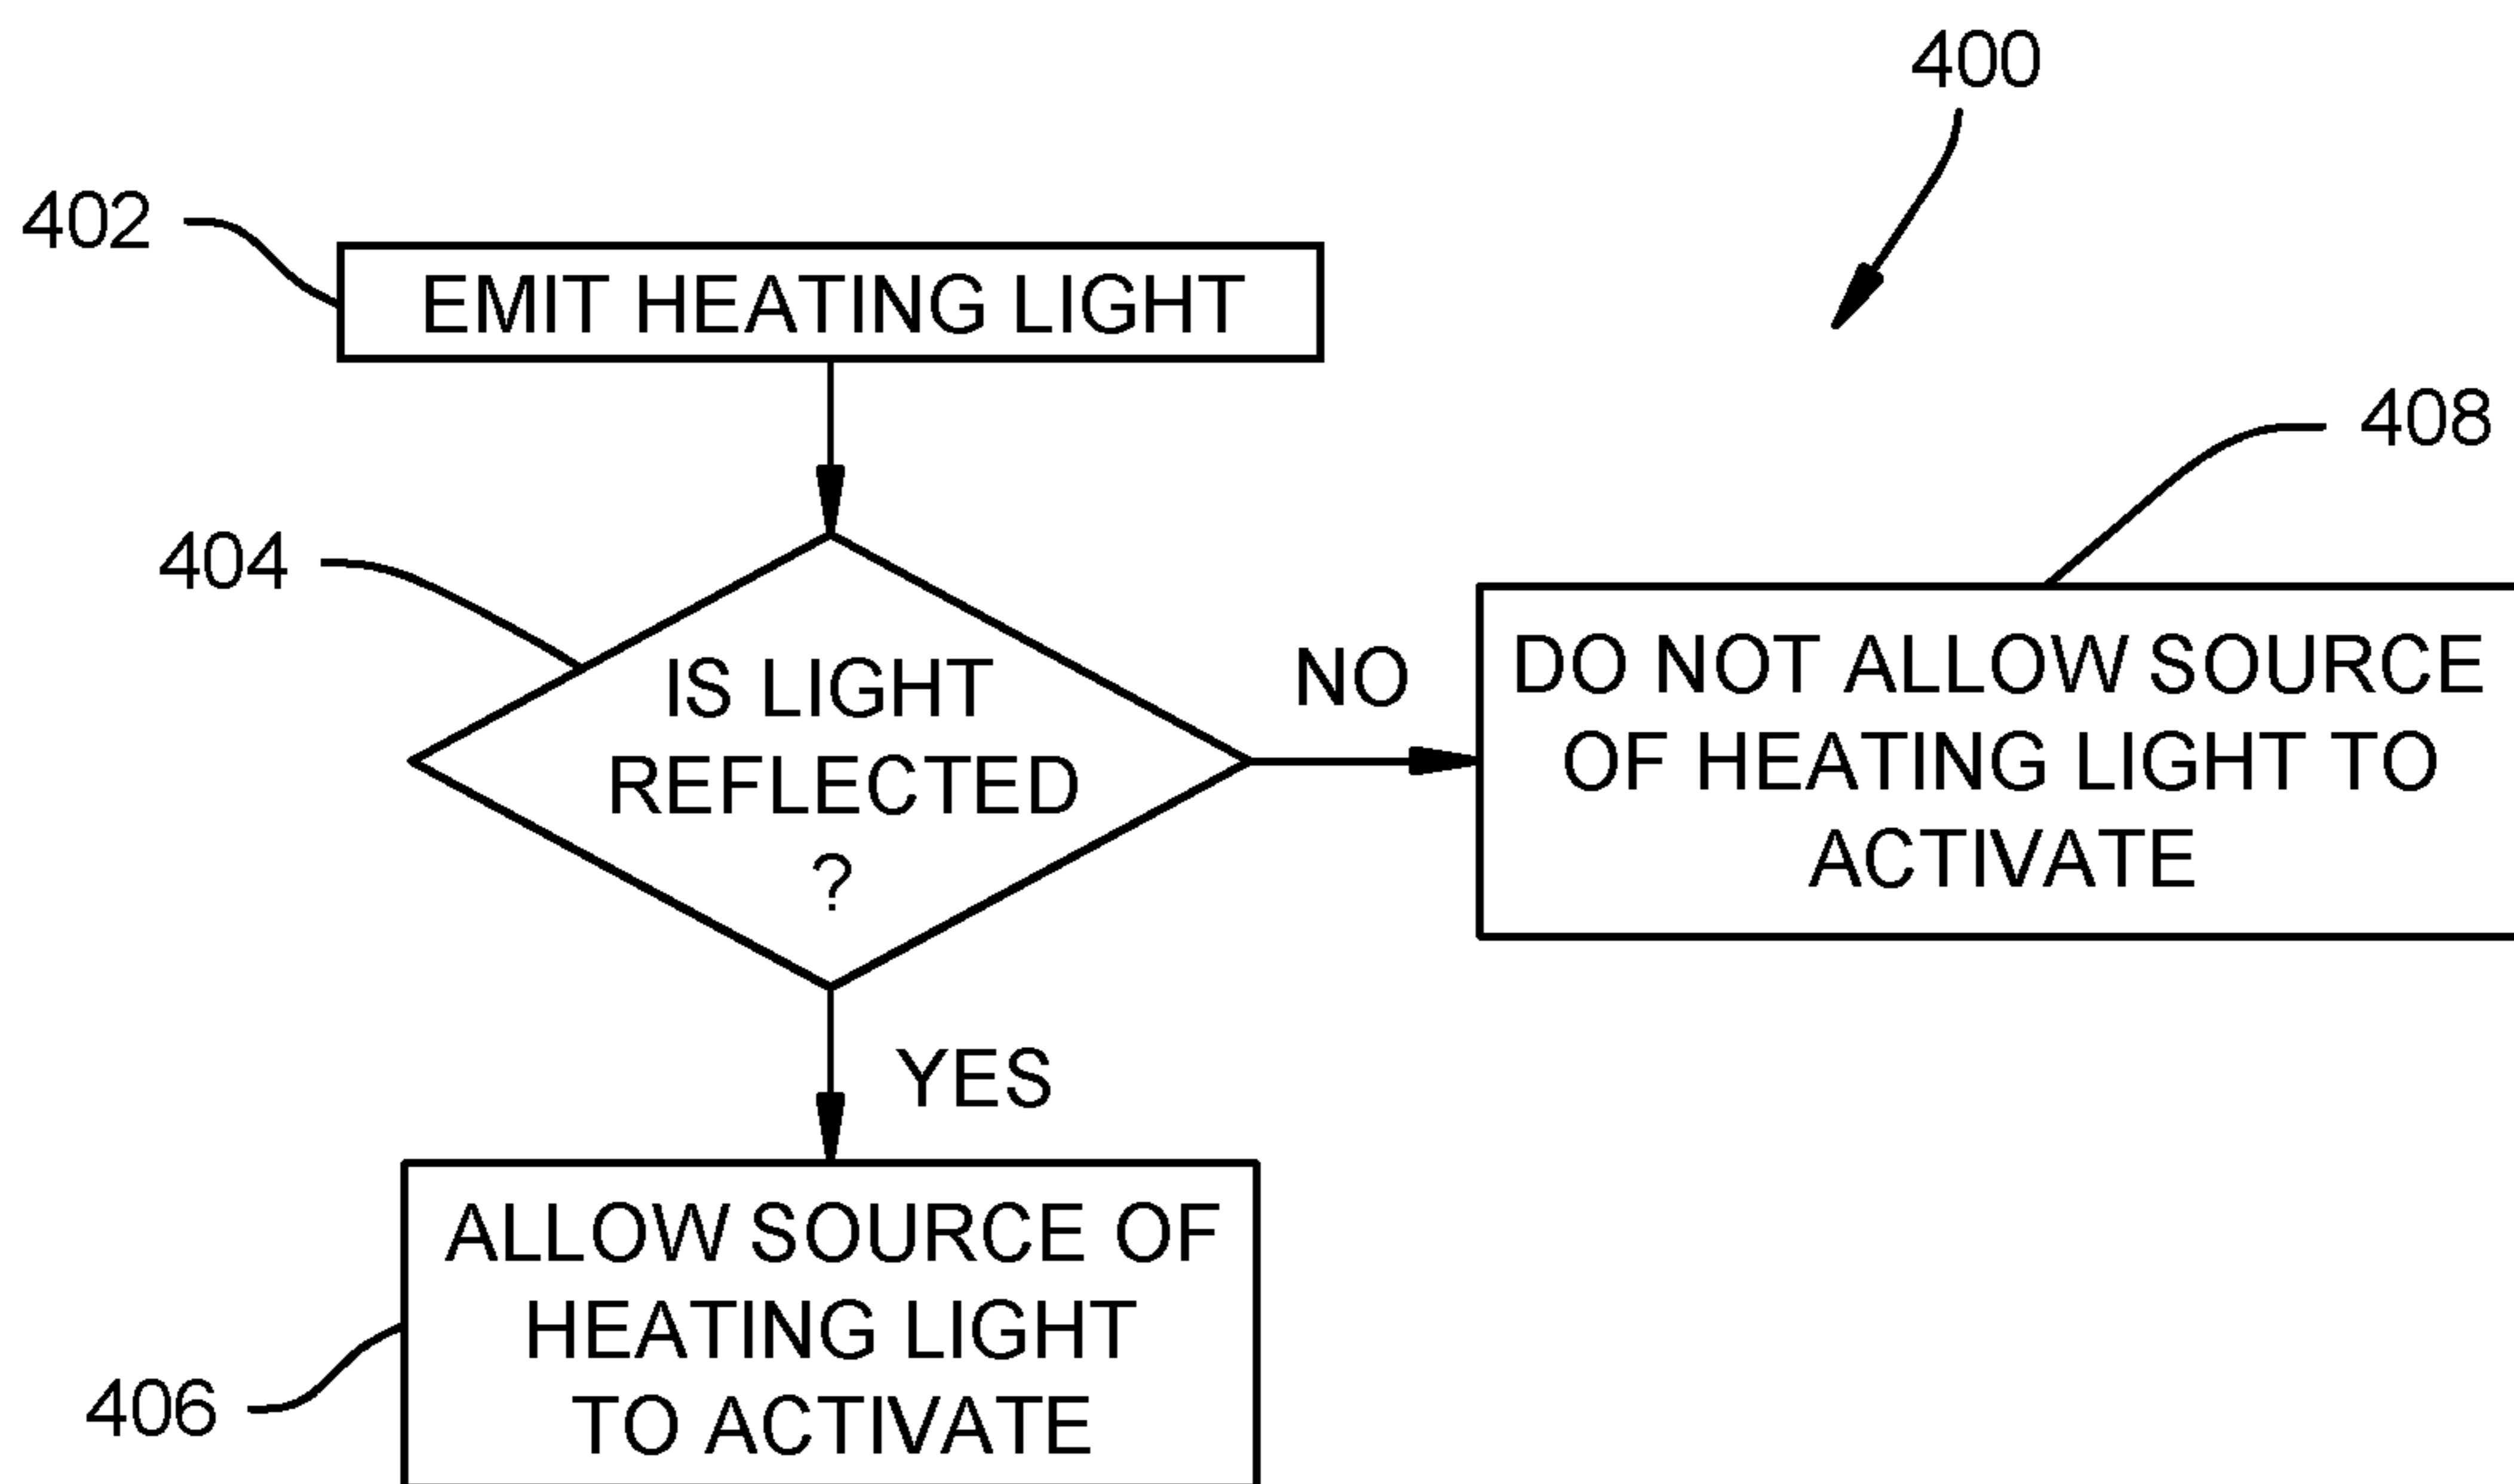 400
402
EMIT HEATING LIGHT
408
404
IS LIGHT
REFLECTED
?
NO
DO NOT ALLOW SOURCE
OF HEATING LIGHT TO
ACTIVATE
YES
ALLOW SOURCE OF
HEATING LIGHT
TO ACTIVATE
406